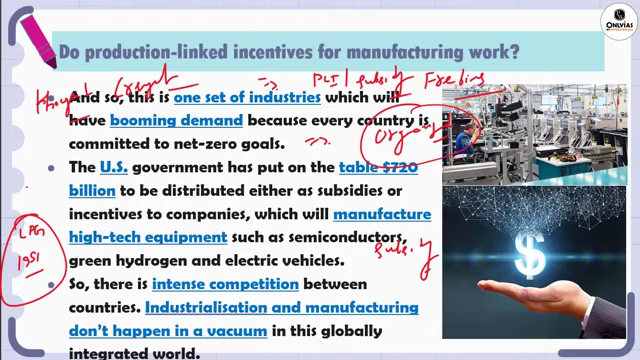 ONLYIAS
Do production-linked incentives for manufacturing work?
PLI / subsidy
And so, this is one set of industries which will
have booming demand because every country is
committed to net-zero goals.
The U.S. government has put on the table $720
billion to be distributed either as subsidies or
incentives to companies, which will manufacture
high-tech equipment such as semiconductors,
green hydrogen and electric vehicles.
LPG
subsidy
So, there is intense competition between
countries. Industrialisation and manufacturing
don't happen in a vacuum in this globally
integrated world.
$